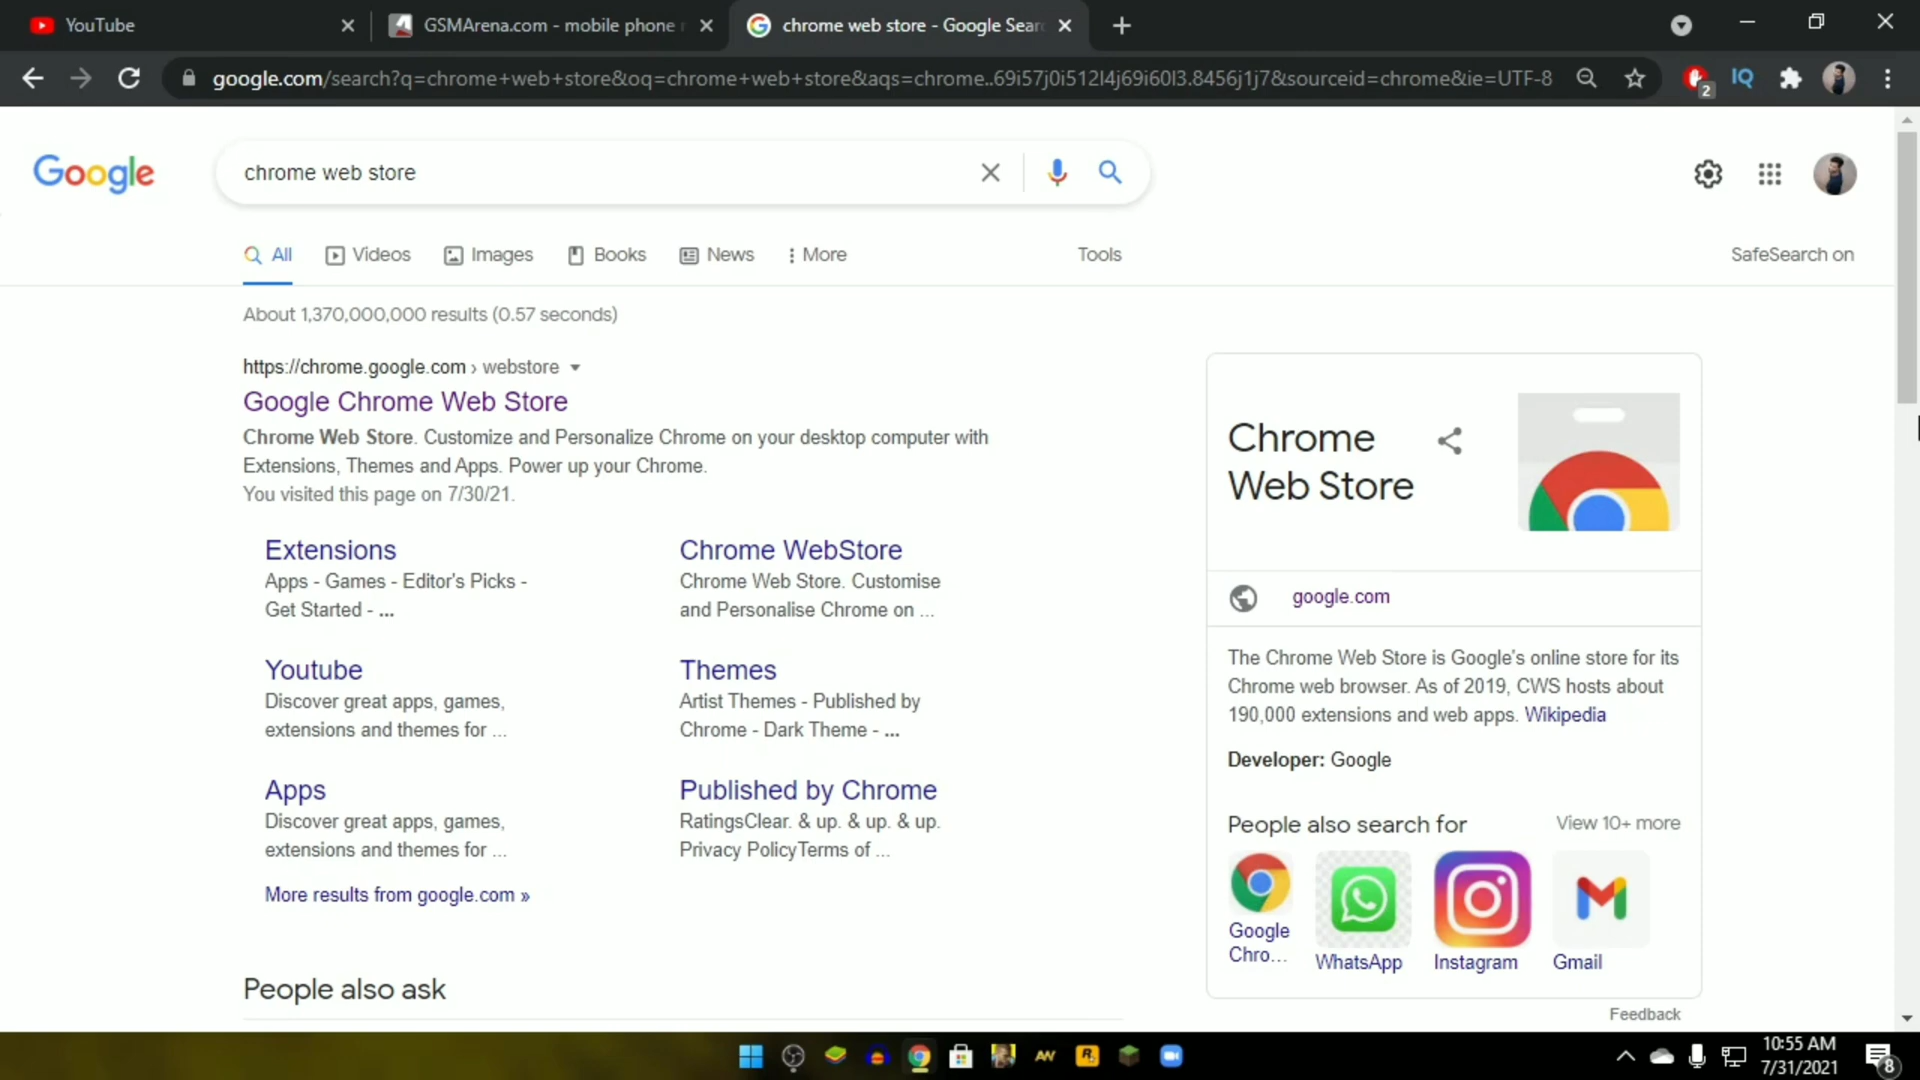 YouTube
GSMArena.com - mobile phone
chrome web store - Google Sear
google.com/search?q=chrome+web+store&oq=chrome+web+store&aqs=chrome..69i57j0i512l4j69i60l3.8456j1j7&sourceid=chrome&ie=UTF-8
2
IQ
Google
chrome web store
All
Videos
Images
Books
News
More
Tools
SafeSearch on
About 1,370,000,000 results (0.57 seconds)
https://chrome.google.com › webstore
Google Chrome Web Store
Chrome Web Store. Customize and Personalize Chrome on your desktop computer with
Extensions, Themes and Apps. Power up your Chrome.
You visited this page on 7/30/21.
Extensions
Apps - Games - Editor's Picks -
Get Started - ...
Chrome WebStore
Chrome Web Store. Customise
and Personalise Chrome on ...
Youtube
Discover great apps, games,
extensions and themes for ...
Themes
Artist Themes - Published by
Chrome - Dark Theme - ...
Apps
Discover great apps, games,
extensions and themes for ...
Published by Chrome
RatingsClear. & up. & up. & up.
Privacy PolicyTerms of ...
More results from google.com »
People also ask
Chrome
Web Store
google.com
The Chrome Web Store is Google's online store for its
Chrome web browser. As of 2019, CWS hosts about
190,000 extensions and web apps. Wikipedia
Developer: Google
People also search for
View 10+ more
Google
Chro...
WhatsApp
Instagram
Gmail
Feedback
AW
R
10:55 AM
7/31/2021
8